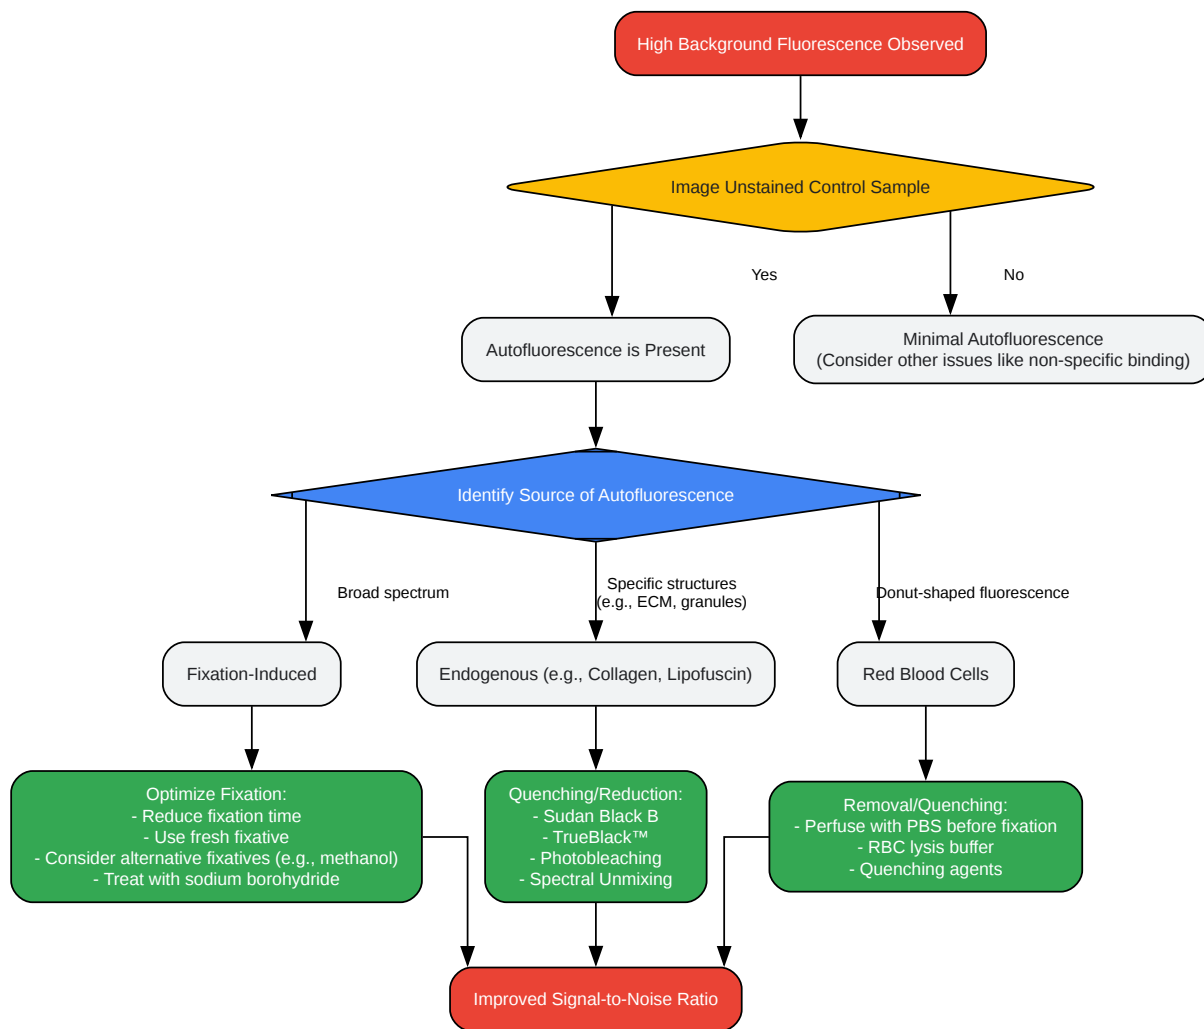 High Background Fluorescence Observed
Image Unstained Control Sample
Yes
No
Autofluorescence is Present
Minimal Autofluorescence
(Consider other issues like non-specific binding)
Identify Source of Autofluorescence
Broad spectrum
Specific structures
(e.g., ECM, granules)
Donut-shaped fluorescence
Fixation-Induced
Endogenous (e.g., Collagen, Lipofuscin)
Red Blood Cells
Optimize Fixation:
- Reduce fixation time
- Use fresh fixative
- Consider alternative fixatives (e.g., methanol)
- Treat with sodium borohydride
Quenching/Reduction:
- Sudan Black B
- TrueBlack™
- Photobleaching
- Spectral Unmixing
Removal/Quenching:
- Perfuse with PBS before fixation
- RBC lysis buffer
- Quenching agents
Improved Signal-to-Noise Ratio